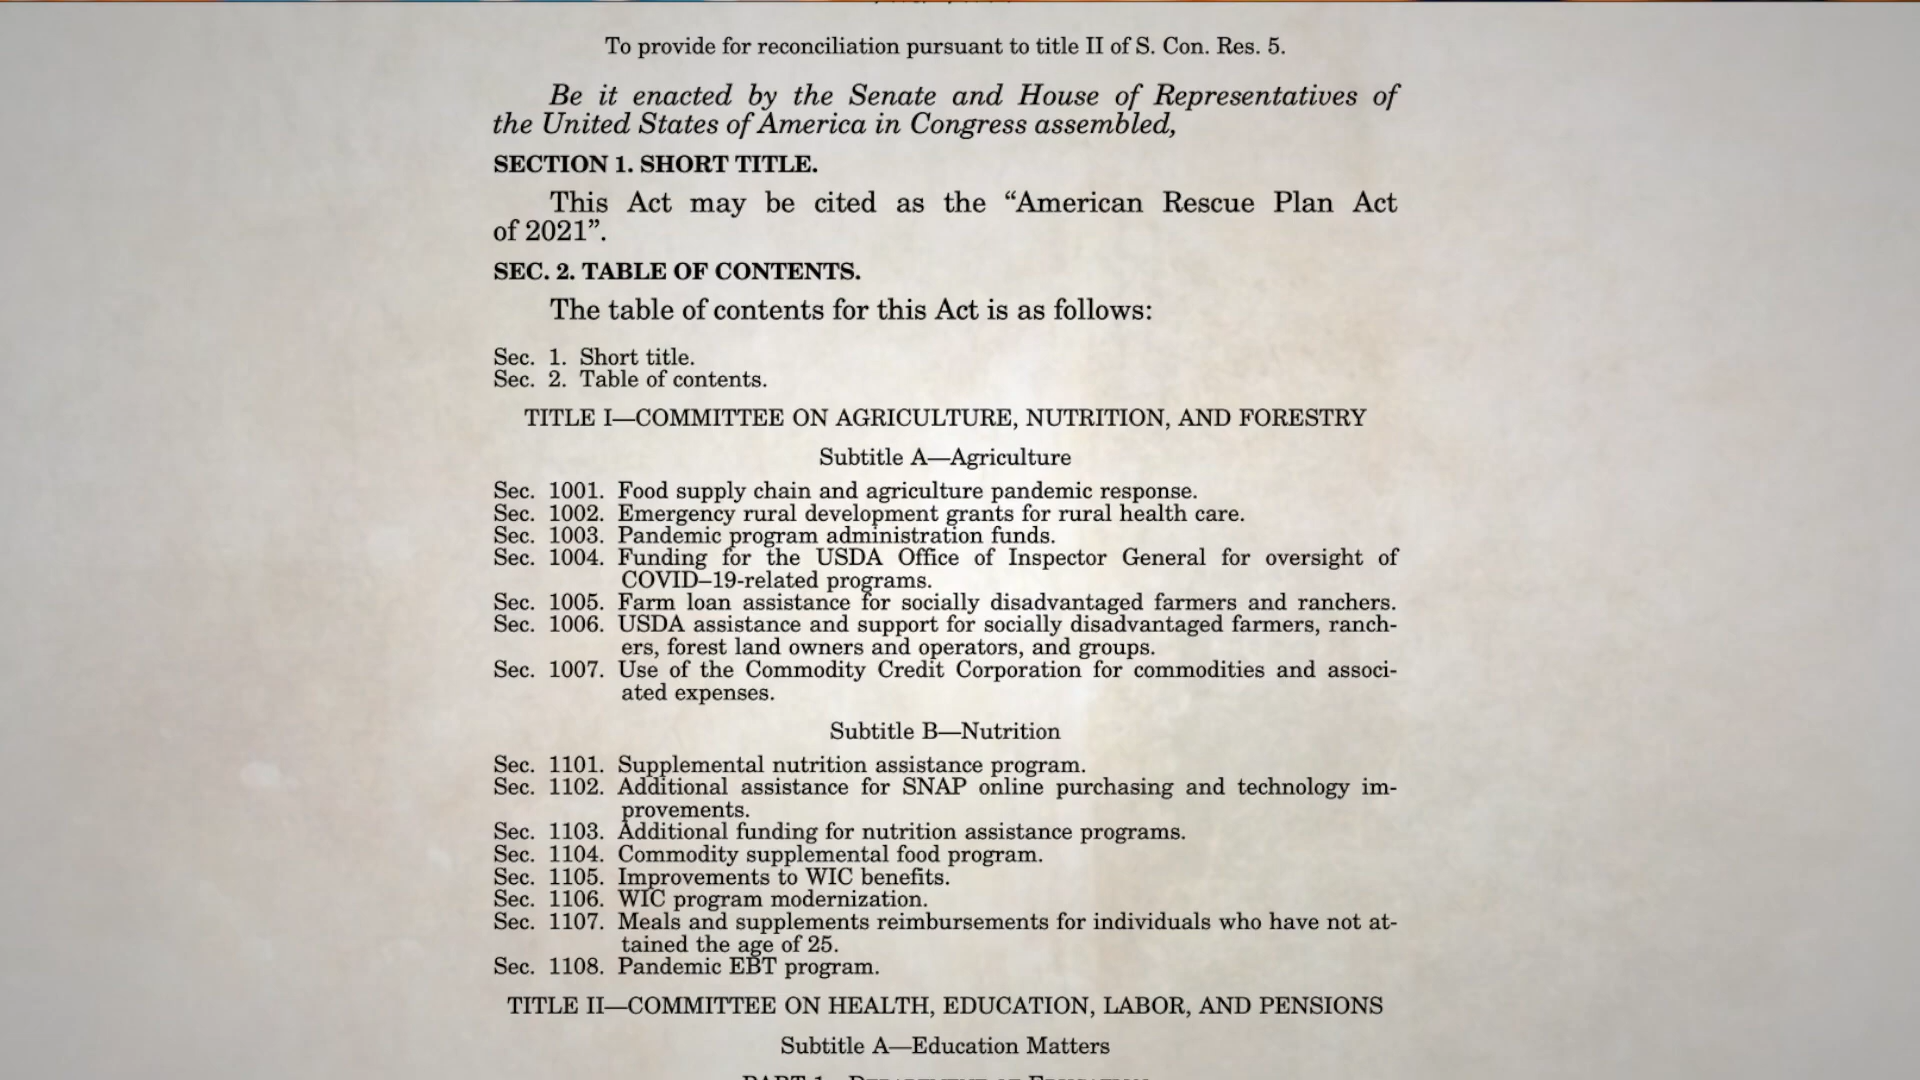 To provide for reconciliation pursuant to title II of S. Con. Res. 5.
Be it enacted by the Senate and House of Representatives of
the United States of America in Congress assembled,
SECTION 1. SHORT TITLE.
This Act may be cited as the “American Rescue Plan Act
of 2021”.
SEC. 2. TABLE OF CONTENTS.
The table of contents for this Act is as follows:
Sec. 1. Short title.
Sec. 2. Table of contents.
TITLE I—COMMITTEE ON AGRICULTURE, NUTRITION, AND FORESTRY
Subtitle A—Agriculture
Sec. 1001. Food supply chain and agriculture pandemic response.
Sec. 1002. Emergency rural development grants for rural health care.
Sec. 1003. Pandemic program administration funds.
Sec. 1004. Funding for the USDA Office of Inspector General for oversight of
COVID–19-related programs.
Sec. 1005. Farm loan assistance for socially disadvantaged farmers and ranchers.
Sec. 1006. USDA assistance and support for socially disadvantaged farmers, ranch-
ers, forest land owners and operators, and groups.
Sec. 1007. Use of the Commodity Credit Corporation for commodities and associ-
ated expenses.
Subtitle B—Nutrition
Sec. 1101. Supplemental nutrition assistance program.
Sec. 1102. Additional assistance for SNAP online purchasing and technology im-
provements.
Sec. 1103. Additional funding for nutrition assistance programs.
Sec. 1104. Commodity supplemental food program.
Sec. 1105. Improvements to WIC benefits.
Sec. 1106. WIC program modernization.
Sec. 1107. Meals and supplements reimbursements for individuals who have not at-
tained the age of 25.
Sec. 1108. Pandemic EBT program.
TITLE II—COMMITTEE ON HEALTH, EDUCATION, LABOR, AND PENSIONS
Subtitle A—Education Matters